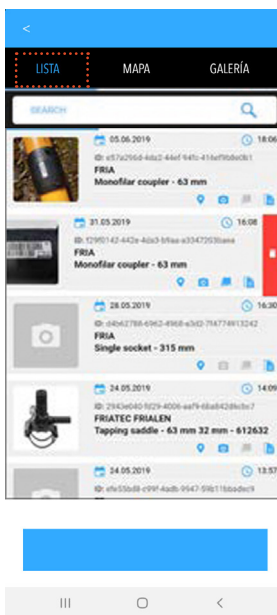 <
LISTA MAPA GALERÍA
SEARCH
05.06.2019 18:06
FRIA
Monofilar coupler - 63 mm
31.05.2019 16:08
FRIA
Monofilar coupler - 63 mm
28.05.2019 16:30
FRIA
Single socket - 315 mm
24.05.2019 14:09
FRIATEC FRIALEN
Tapping saddle - 63 mm 32 mm - 612632
24.05.2019 13:57